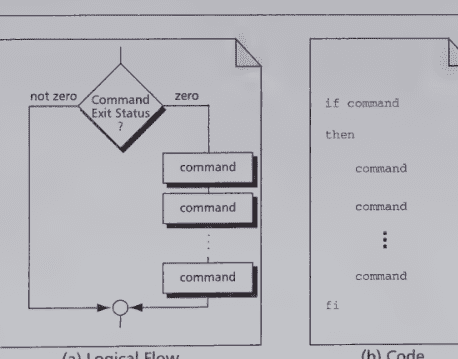 not zero
Command
Exit Status
?
zero
command
command
command
(a) Logical Flow
if command
then
command
command
command
fi
(b) Code